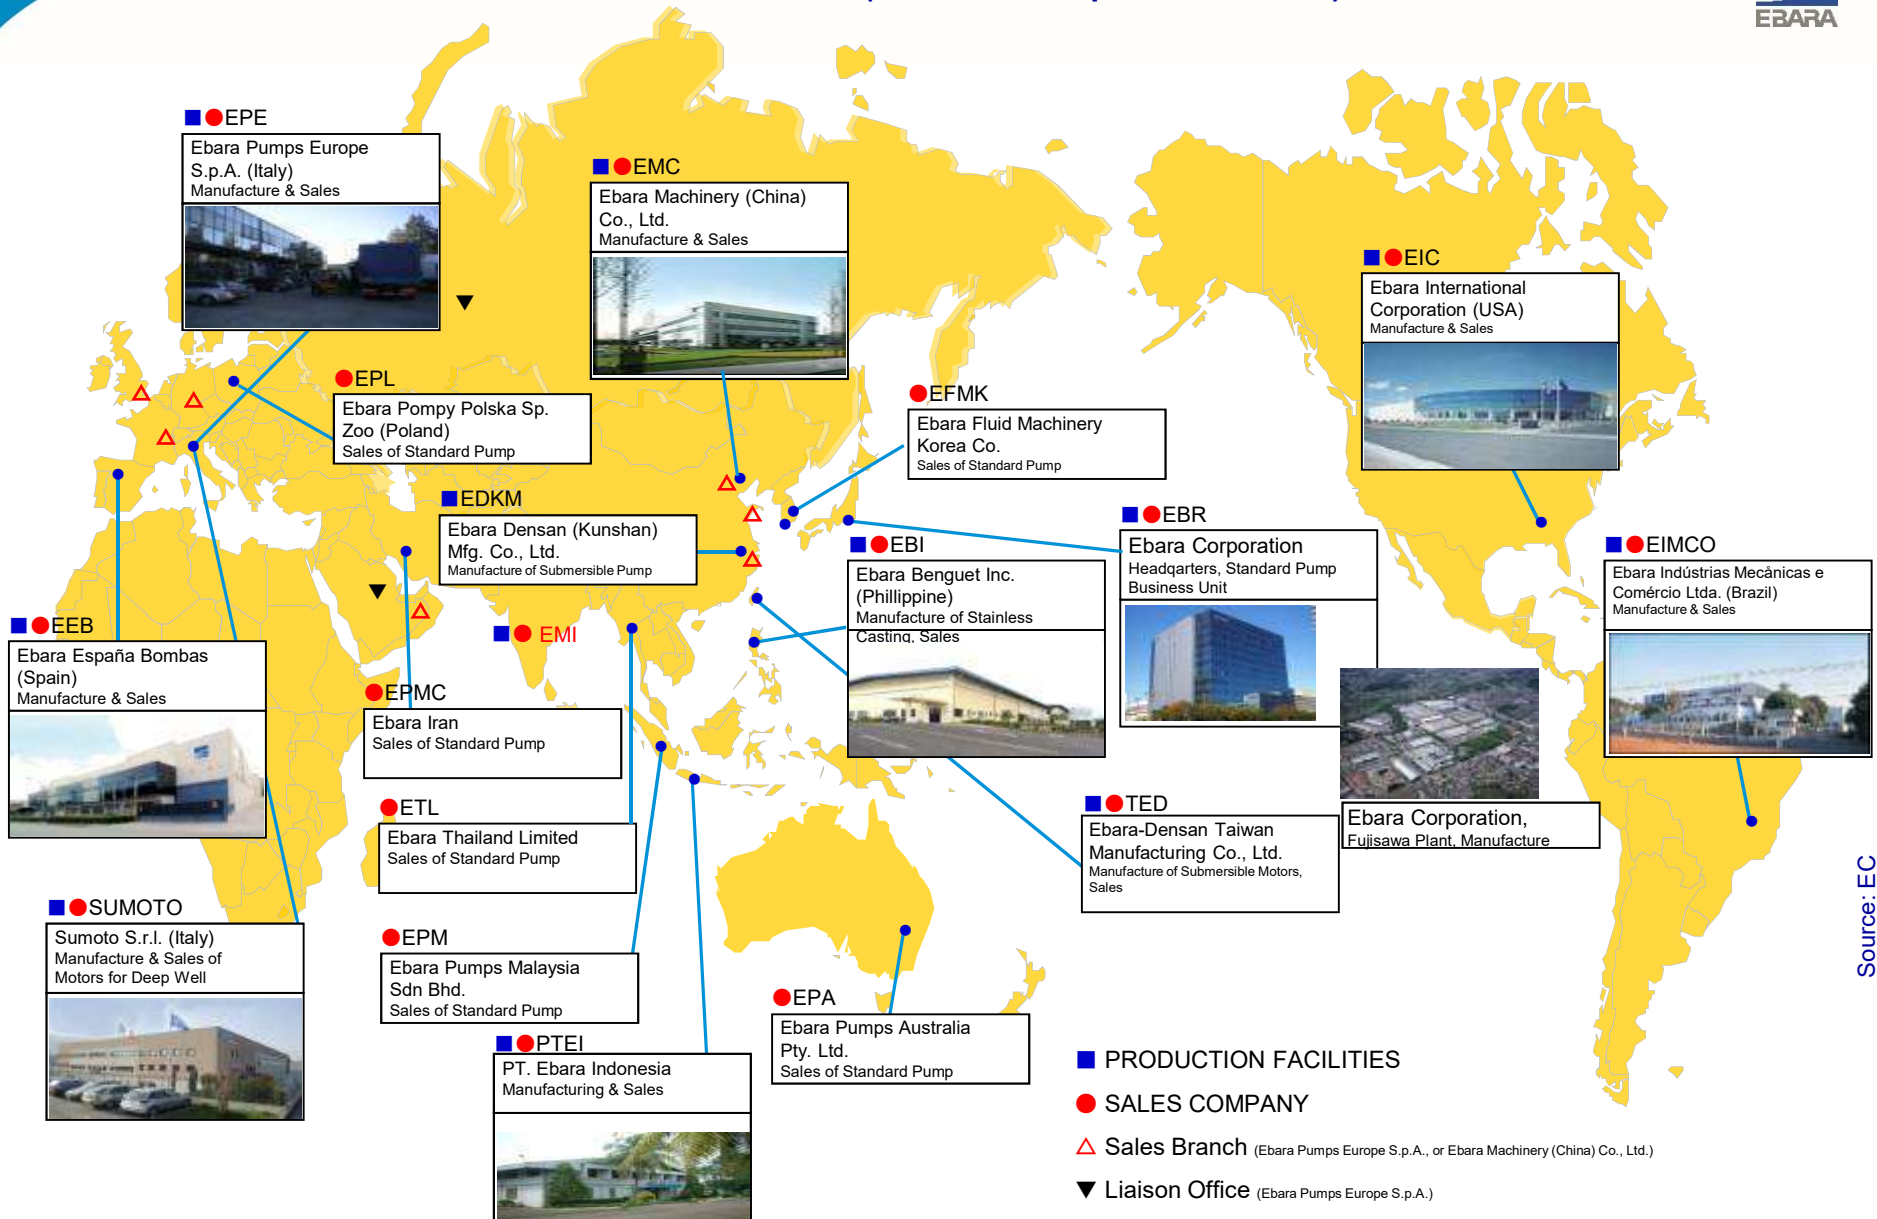 EBARA
EPE
Ebara Pumps Europe
S.p.A. (Italy)
Manufacture & Sales
EMC
Ebara Machinery (China)
Co., Ltd.
Manufacture & Sales
EIC
Ebara International
Corporation (USA)
Manufacture & Sales
EPL
Ebara Pompy Polska Sp.
Zoo (Poland)
Sales of Standard Pump
EFMK
Ebara Fluid Machinery
Korea Co.
Sales of Standard Pump
EDKM
Ebara Densan (Kunshan)
Mfg. Co., Ltd.
Manufacture of Submersible Pump
EBI
Ebara Benguet Inc.
(Phillippine)
Manufacture of Stainless
Casting, Sales
EBR
Ebara Corporation
Headqarters, Standard Pump
Business Unit
EIMCO
Ebara Indústrias Mecânicas e
Comércio Ltda. (Brazil)
Manufacture & Sales
EEB
Ebara España Bombas
(Spain)
Manufacture & Sales
EMI
EPMC
Ebara Iran
Sales of Standard Pump
ETL
Ebara Thailand Limited
Sales of Standard Pump
TED
Ebara-Densan Taiwan
Manufacturing Co., Ltd.
Manufacture of Submersible Motors,
Sales
Ebara Corporation,
Fujisawa Plant, Manufacture
SUMOTO
Sumoto S.r.l. (Italy)
Manufacture & Sales of
Motors for Deep Well
EPM
Ebara Pumps Malaysia
Sdn Bhd.
Sales of Standard Pump
EPA
Ebara Pumps Australia
Pty. Ltd.
Sales of Standard Pump
PTEI
PT. Ebara Indonesia
Manufacturing & Sales
PRODUCTION FACILITIES
SALES COMPANY
Sales Branch (Ebara Pumps Europe S.p.A., or Ebara Machinery (China) Co., Ltd.)
Liaison Office (Ebara Pumps Europe S.p.A.)
Source: EC